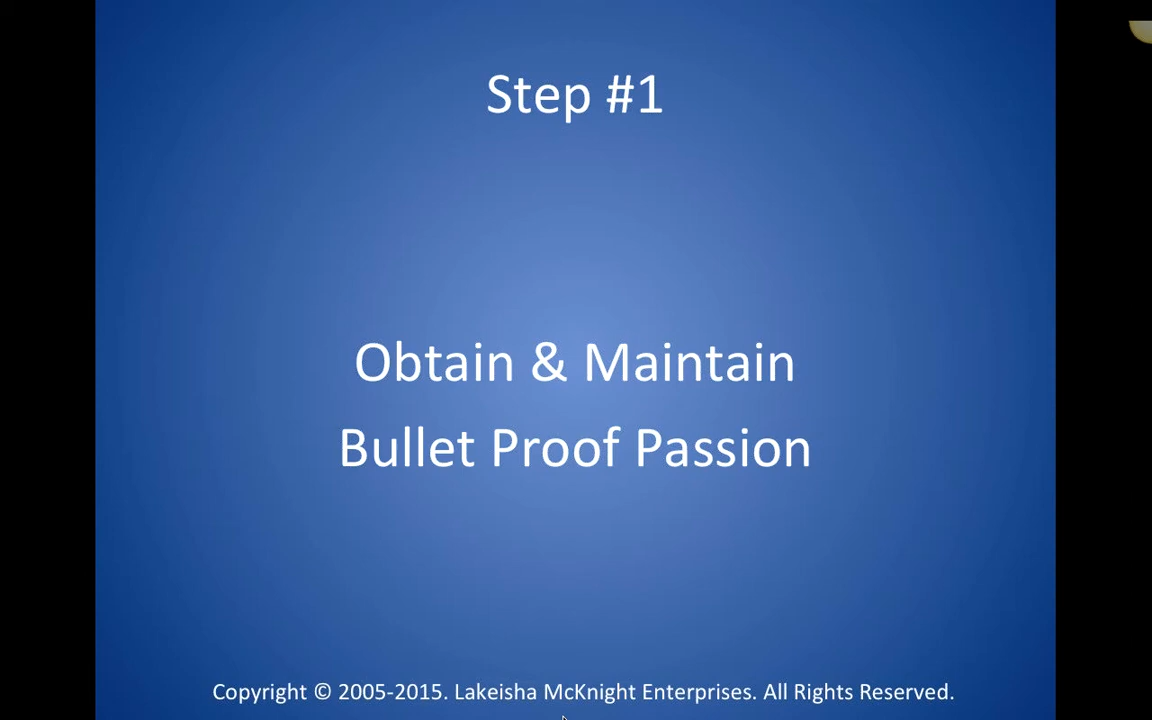 Step #1
Obtain & Maintain
Bullet Proof Passion
Copyright © 2005-2015. Lakeisha McKnight Enterprises. All Rights Reserved.